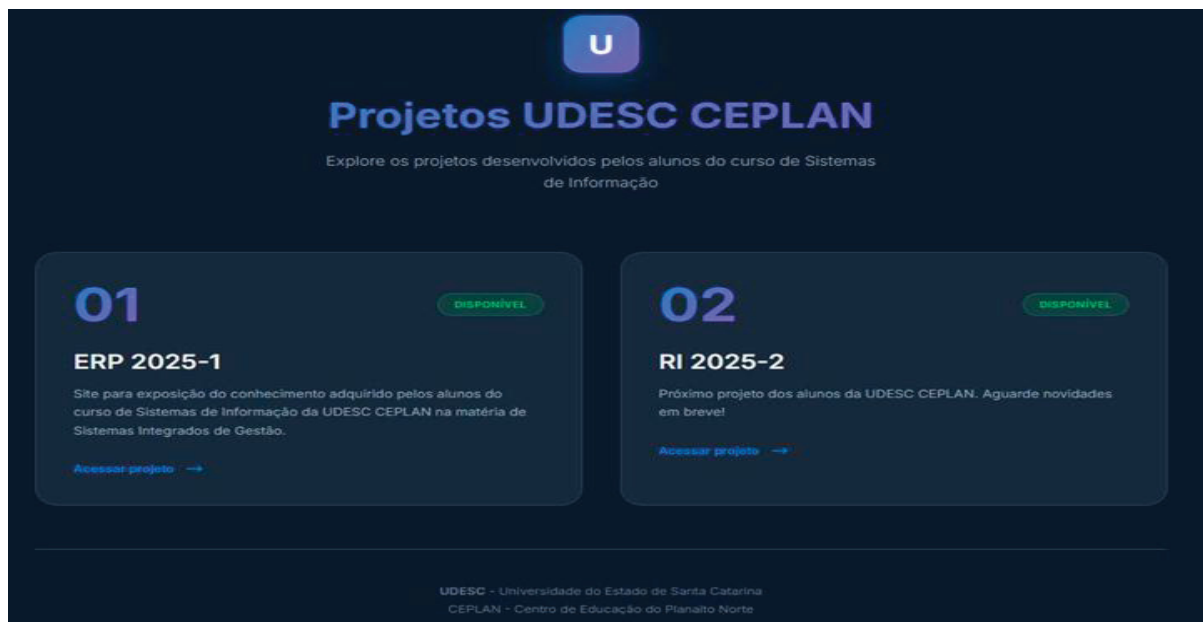 U
Projetos UDESC CEPLAN
Explore os projetos desenvolvidos pelos alunos do curso de Sistemas
de Informação
01
DISPONÍVEL
ERP 2025-1
Site para exposição do conhecimento adquirido pelos alunos do
curso de Sistemas de Informação da UDESC CEPLAN na matéria de
Sistemas Integrados de Gestão.
Acessar projeto →
02
DISPONÍVEL
RI 2025-2
Próximo projeto dos alunos da UDESC CEPLAN. Aguarde novidades
em breve!
Acessar projeto →
UDESC - Universidade do Estado de Santa Catarina
CEPLAN - Centro de Educação do Planalto Norte